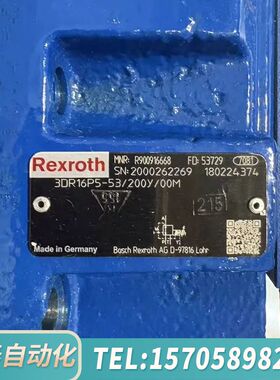 Rexroth
MNR: R900916668 FD: 53729 7081
SN: 2000262269 180224374
3DR16P5-53/200Y/00M
215
Made in Germany
Bosch Rexroth AG D-97816 Lohr
自动化
TEL:15705898